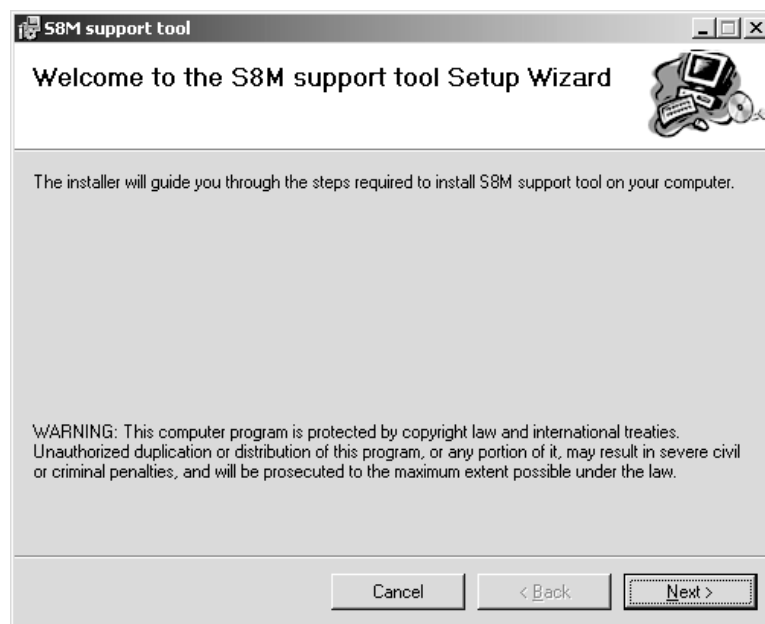 S8M support tool
Welcome to the S8M support tool Setup Wizard
The installer will guide you through the steps required to install S8M support tool on your computer.
WARNING: This computer program is protected by copyright law and international treaties.
Unauthorized duplication or distribution of this program, or any portion of it, may result in severe civil
or criminal penalties, and will be prosecuted to the maximum extent possible under the law.
Cancel
< Back
Next >